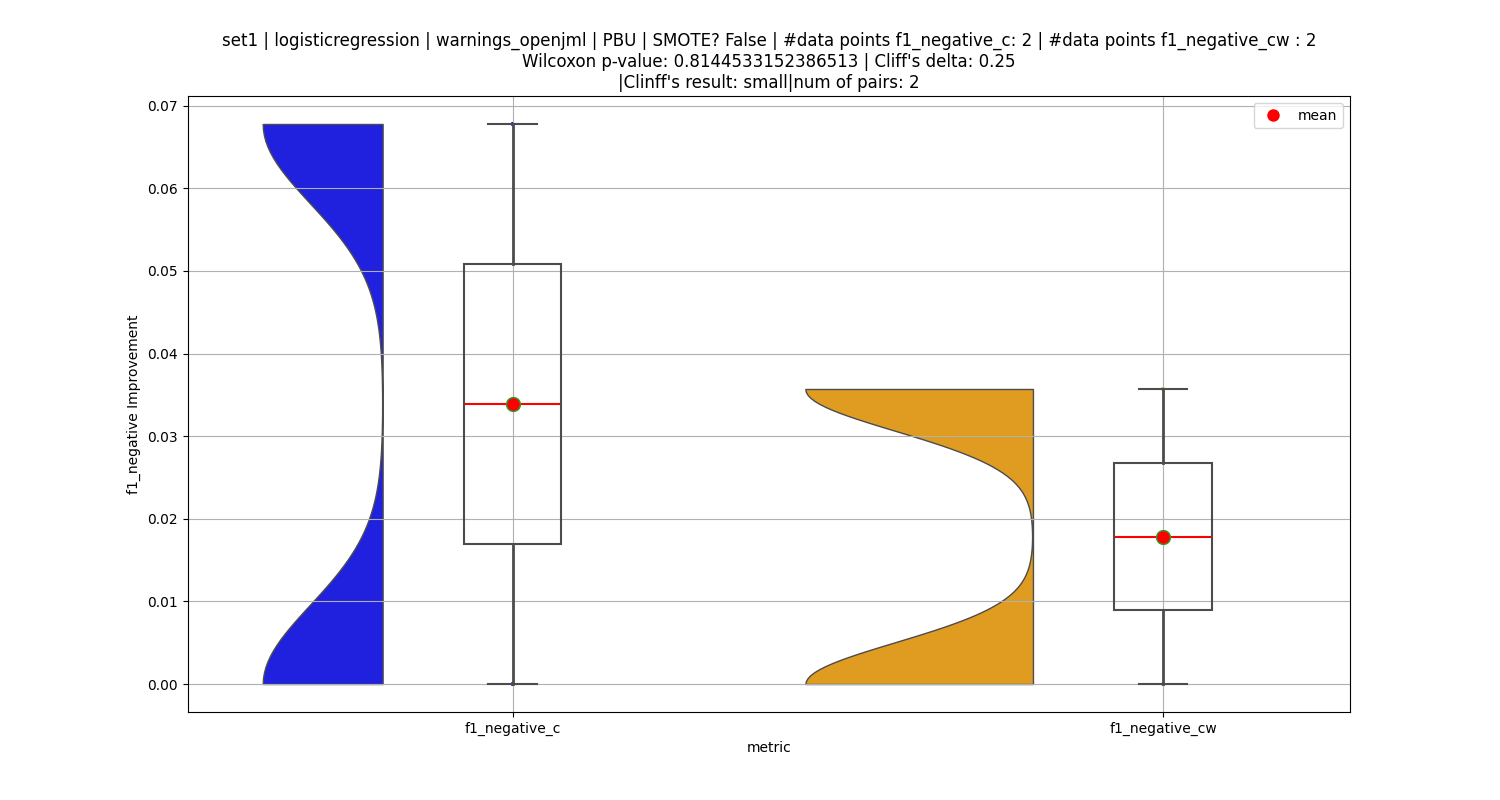 set1 | logisticregression | warnings_openjml | PBU | SMOTE? False | #data points f1_negative_c: 2 | #data points f1_negative_cw : 2
Wilcoxon p-value: 0.8144533152386513 | Cliff's delta: 0.25
|Clinff's result: small|num of pairs: 2
mean
0.07
0.06
0.05
0.04
0.03
0.02
0.01
0.00
f1_negative Improvement
f1_negative_c
f1_negative_cw
metric